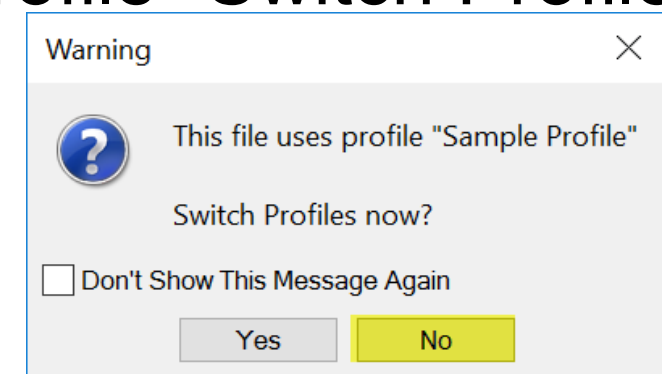 Warning
This file uses profile "Sample Profile"
Switch Profiles now?
Don't Show This Message Again
Yes No